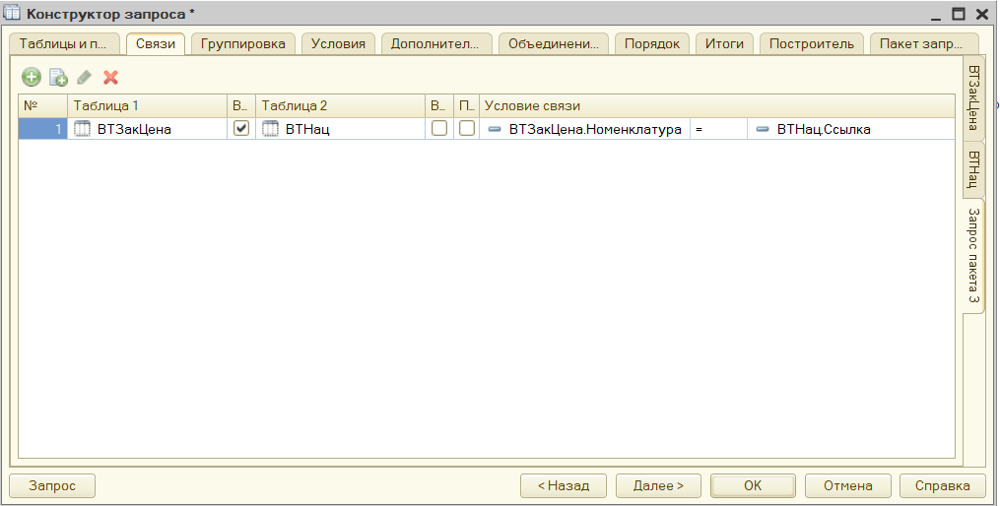 Конструктор запроса *
Таблицы и п... Связи Группировка Условия Дополнител... Объединени... Порядок Итоги Построитель Пакет запр...
№ Таблица 1 В.. Таблица 2 В.. П.. Условие связи
1 ВТЗакЦена ВТНац ВТЗакЦена.Номенклатура = ВТНац.Ссылка
ВТЗакЦена
ВТНац
Запрос пакета 3
Запрос < Назад Далее > ОК Отмена Справка